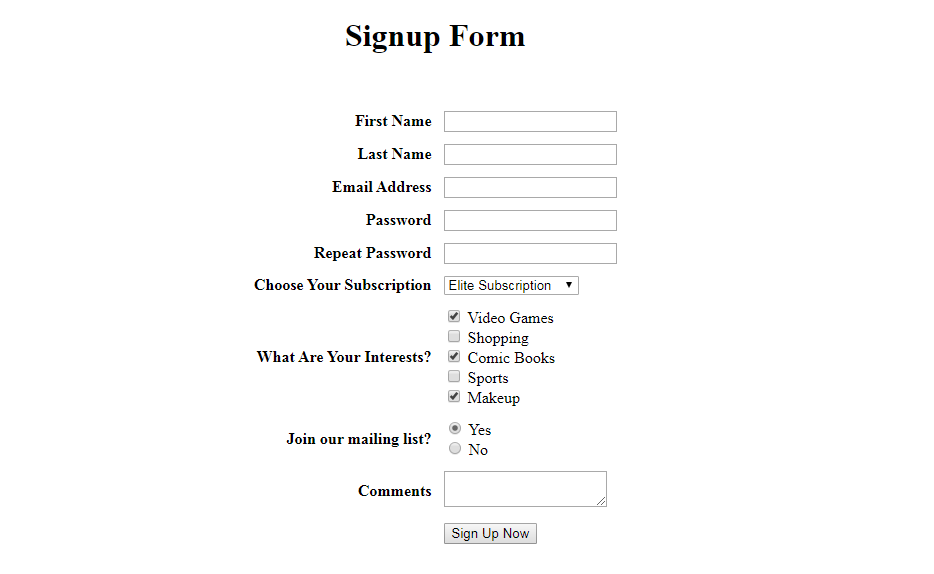 Signup Form
First Name
Last Name
Email Address
Password
Repeat Password
Choose Your Subscription Elite Subscription
Video Games
Shopping
What Are Your Interests? Comic Books
Sports
Makeup
Join our mailing list? Yes
No
Comments
Sign Up Now